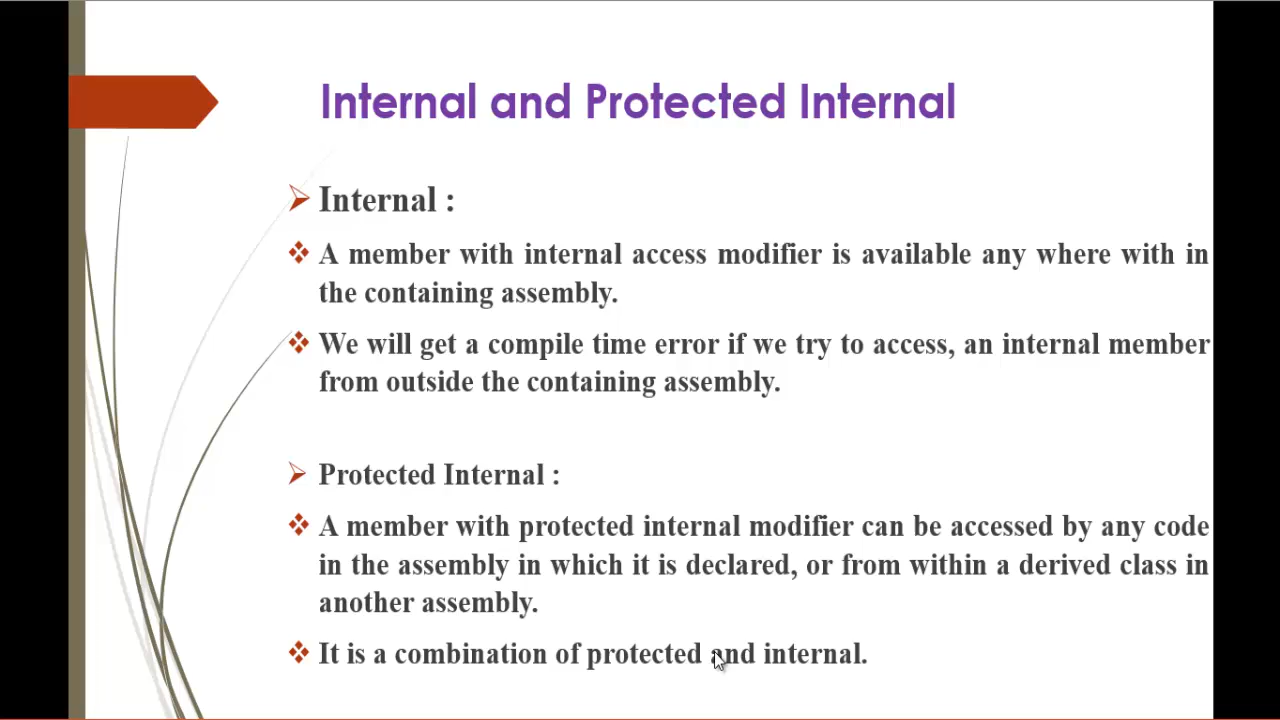 Internal and Protected Internal
Internal :
A member with internal access modifier is available any where with in
the containing assembly.
We will get a compile time error if we try to access, an internal member
from outside the containing assembly.
Protected Internal :
A member with protected internal modifier can be accessed by any code
in the assembly in which it is declared, or from within a derived class in
another assembly.
It is a combination of protected and internal.